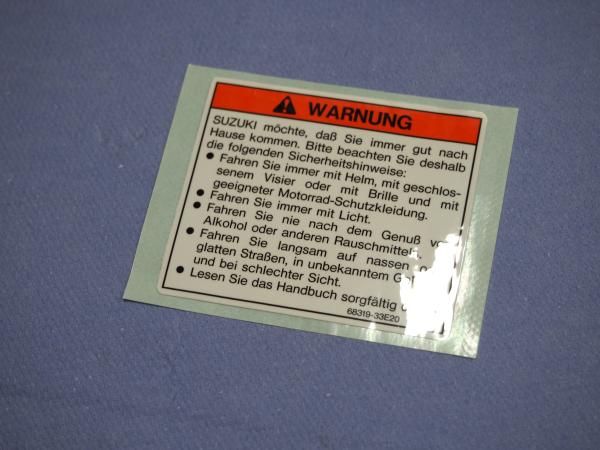 WARNUNG
SUZUKI möchte, daß Sie immer gut nach
Hause kommen. Bitte beachten Sie deshalb
die folgenden Sicherheitshinweise:
● Fahren Sie immer mit Helm, mit geschlos-
senem Visier oder mit Brille und mit
geeigneter Motorrad-Schutzkleidung.
● Fahren Sie immer mit Licht.
● Fahren Sie nie nach dem Genuß
Alkohol oder anderen Rauschmitteln.
● Fahren Sie langsam auf nassen
glatten Straßen, in unbekanntem
und bei schlechter Sicht.
● Lesen Sie das Handbuch sorgfältig
68319-33E20